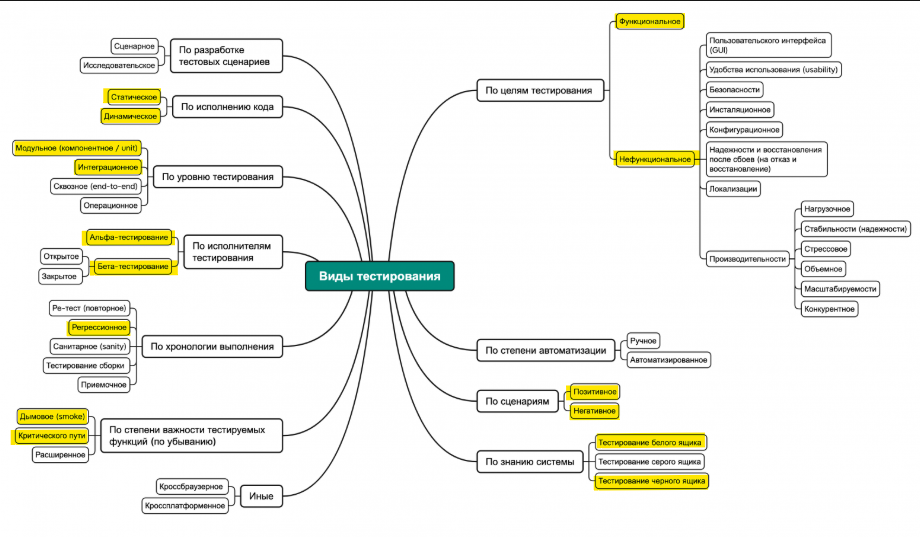 Виды тестирования
По разработке
тестовых сценариев
Сценарное
Исследовательское
По исполнению кода
Статическое
Динамическое
По уровню тестирования
Модульное (компонентное / unit)
Интеграционное
Сквозное (end-to-end)
Операционное
По исполнителям
тестирования
Альфа-тестирование
Бета-тестирование
Открытое
Закрытое
По хронологии выполнения
Ре-тест (повторное)
Регрессионное
Санитарное (sanity)
Тестирование сборки
Приемочное
По степени важности тестируемых
функций (по убыванию)
Дымовое (smoke)
Критического пути
Расширенное
Иные
Кроссбраузерное
Кроссплатформенное
По целям тестирования
Функциональное
Нефункциональное
Пользовательского интерфейса
(GUI)
Удобства использования (usability)
Безопасности
Инсталяционное
Конфигурационное
Надежности и восстановления
после сбоев (на отказ и
восстановление)
Локализации
Производительности
Нагрузочное
Стабильности (надежности)
Стрессовое
Объемное
Масштабируемости
Конкурентное
По степени автоматизации
Ручное
Автоматизированное
По сценариям
Позитивное
Негативное
По знанию системы
Тестирование белого ящика
Тестирование серого ящика
Тестирование черного ящика